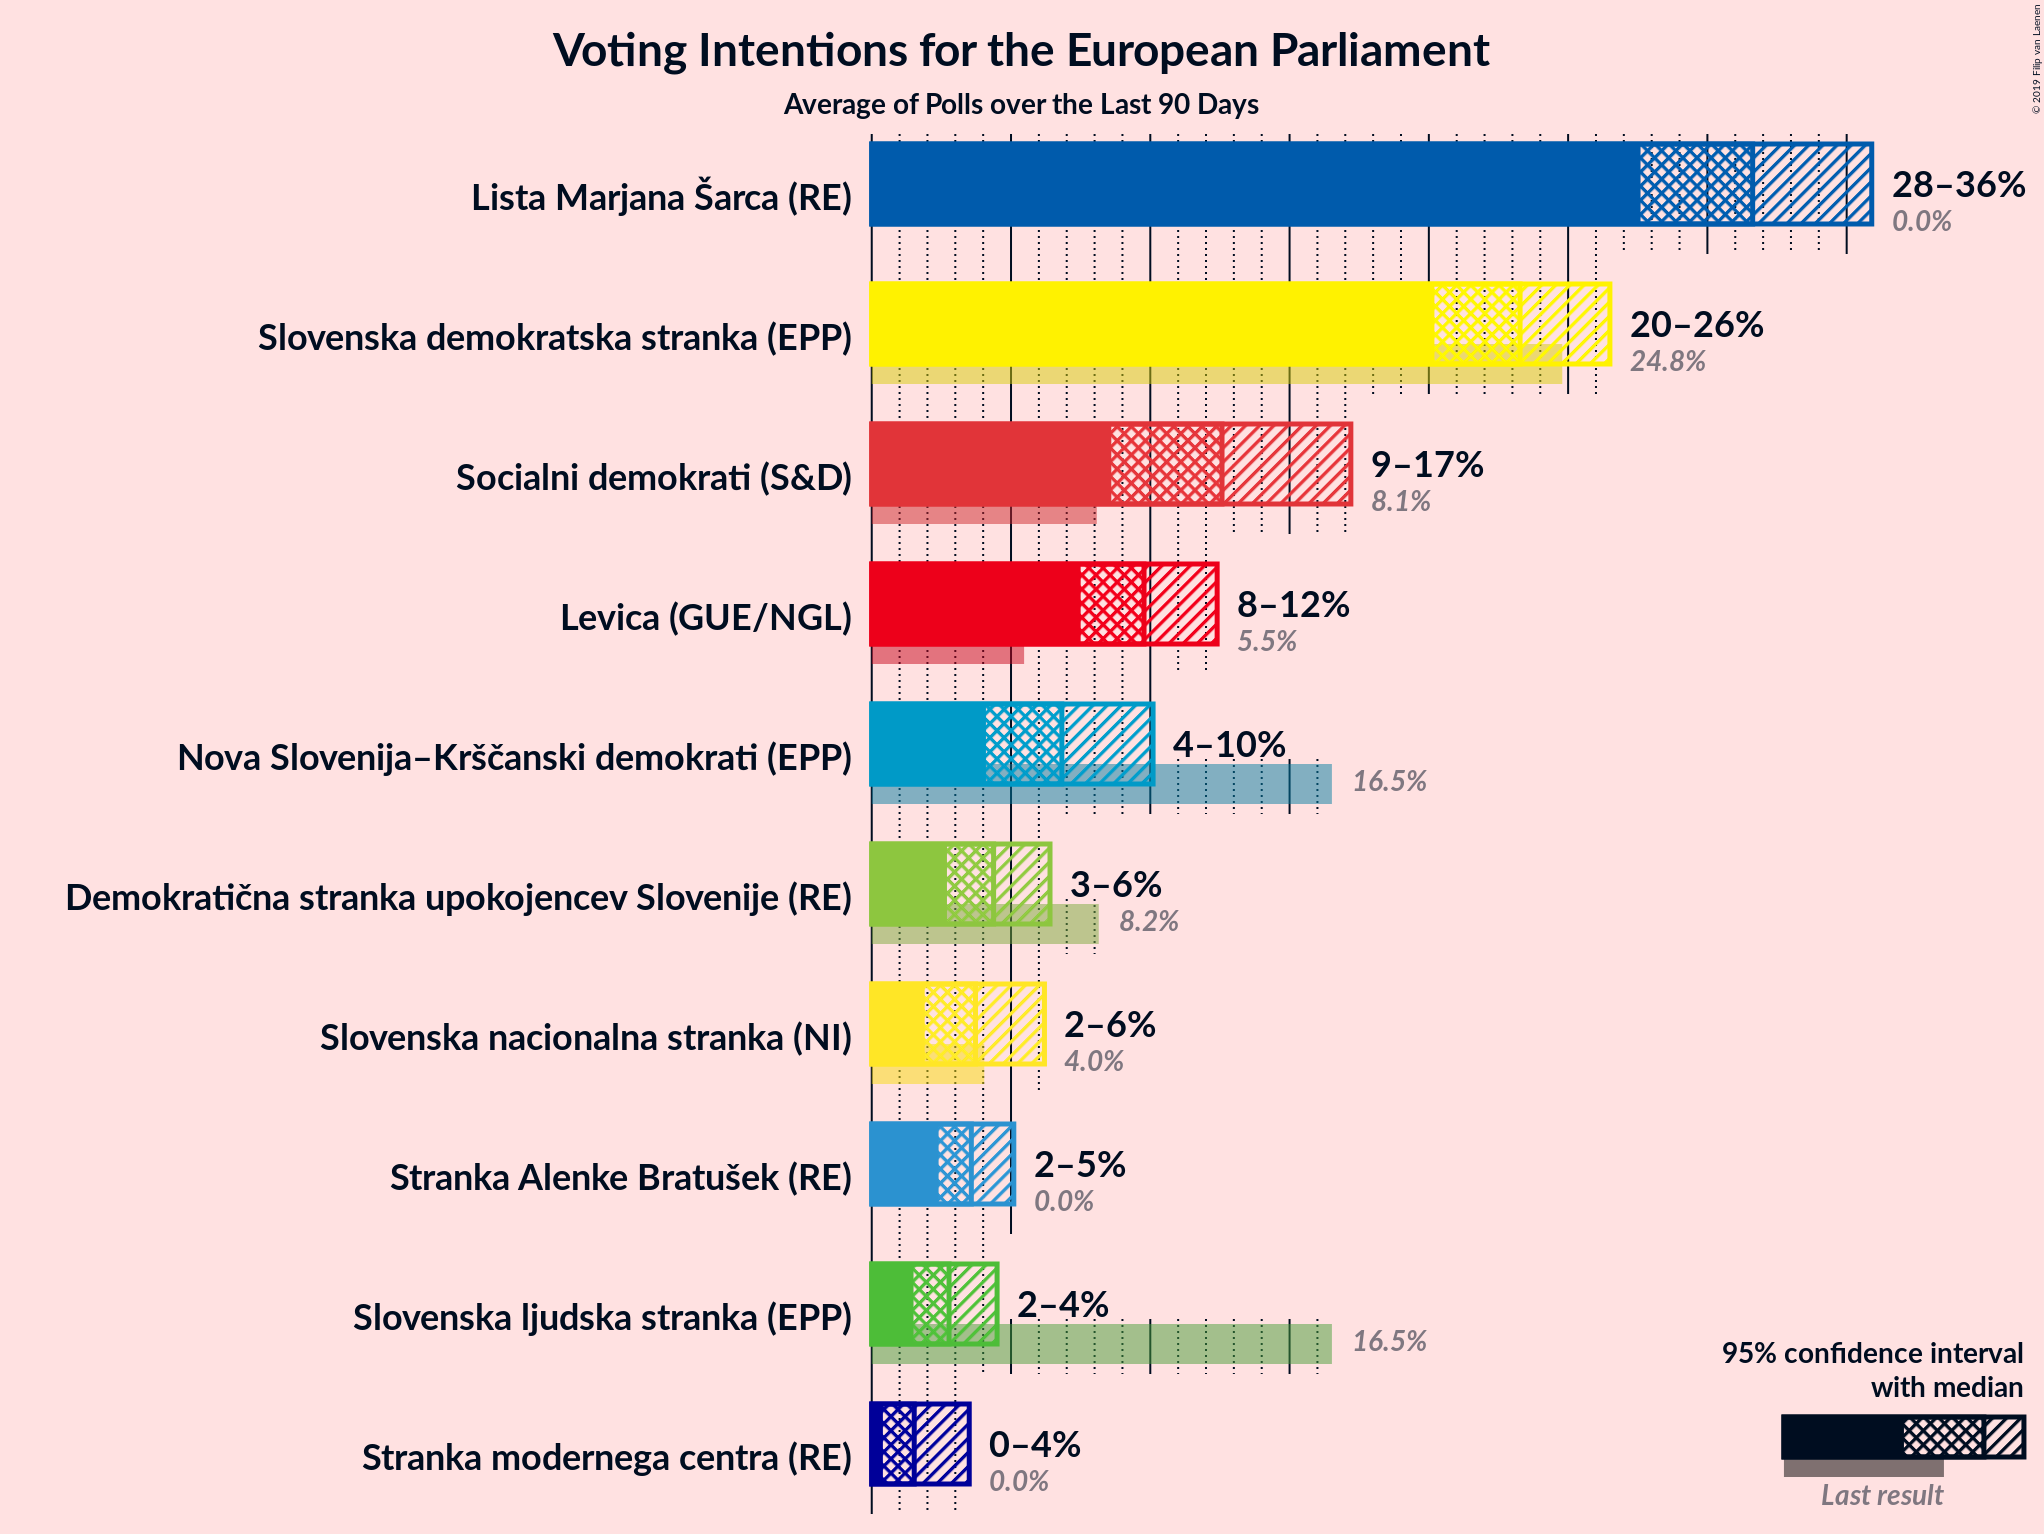 Voting Intentions for the European Parliament
Average of Polls over the Last 90 Days
© 2019 Filip van Laenen
Lista Marjana Šarca (RE)
28–36%
0.0%
Slovenska demokratska stranka (EPP)
20–26%
24.8%
Socialni demokrati (S&D)
9–17%
8.1%
Levica (GUE/NGL)
8–12%
5.5%
Nova Slovenija–Krščanski demokrati (EPP)
4–10%
16.5%
Demokratična stranka upokojencev Slovenije (RE)
3–6%
8.2%
Slovenska nacionalna stranka (NI)
2–6%
4.0%
Stranka Alenke Bratušek (RE)
2–5%
0.0%
Slovenska ljudska stranka (EPP)
2–4%
16.5%
Stranka modernega centra (RE)
0–4%
0.0%
95% confidence interval
with median
Last result